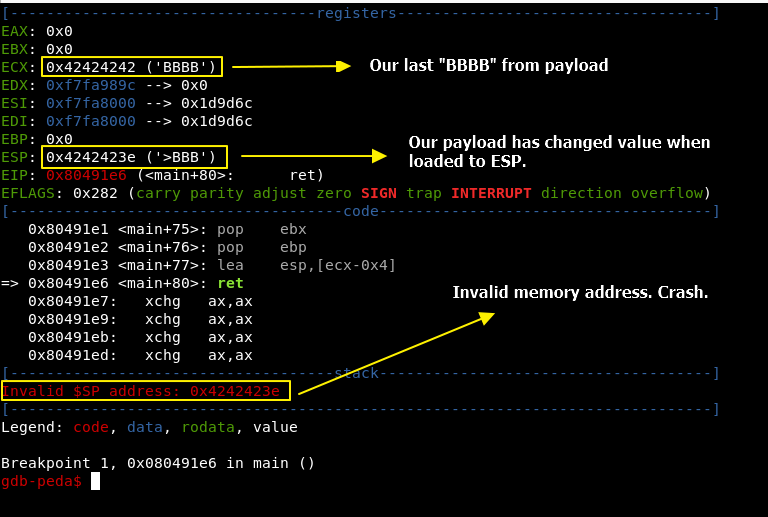 [----------------------------------registers-----------------------------------]
EAX: 0x0
EBX: 0x0
ECX: 0x42424242 ('BBBB')
Our last "BBBB" from payload
EDX: 0xf7fa989c --> 0x0
ESI: 0xf7fa8000 --> 0x1d9d6c
EDI: 0xf7fa8000 --> 0x1d9d6c
EBP: 0x0
ESP: 0x4242423e ('>BBB')
Our payload has changed value when
loaded to ESP.
EIP: 0x80491e6 (<main+80>: ret)
EFLAGS: 0x282 (carry parity adjust zero SIGN trap INTERRUPT direction overflow)
[-------------------------------------code-------------------------------------]
0x80491e1 <main+75>: pop ebx
0x80491e2 <main+76>: pop ebp
0x80491e3 <main+77>: lea esp,[ecx-0x4]
=> 0x80491e6 <main+80>: ret
0x80491e7: xchg ax,ax
0x80491e9: xchg ax,ax
0x80491eb: xchg ax,ax
0x80491ed: xchg ax,ax
Invalid memory address. Crash.
[------------------------------------stack-------------------------------------]
Invalid $SP address: 0x4242423e
[------------------------------------------------------------------------------]
Legend: code, data, rodata, value
Breakpoint 1, 0x080491e6 in main ()
gdb-peda$